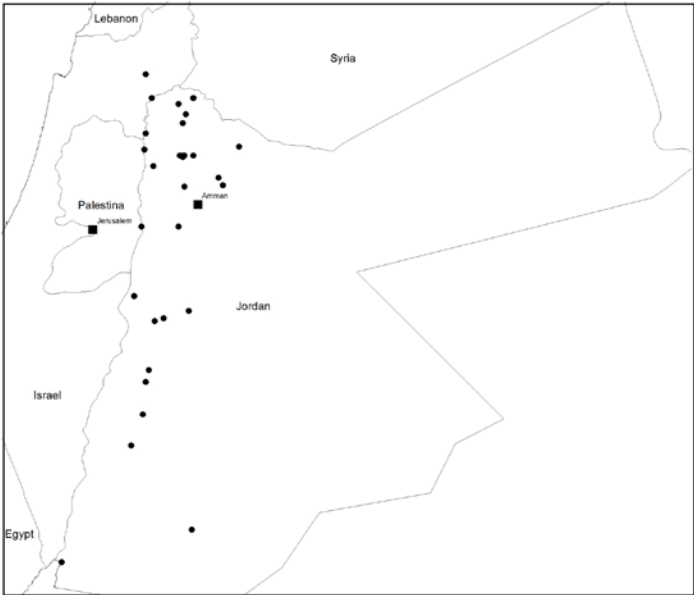 Lebanon
Syria
Amman
Palestina
Jerusalem
Jordan
Israel
Egypt